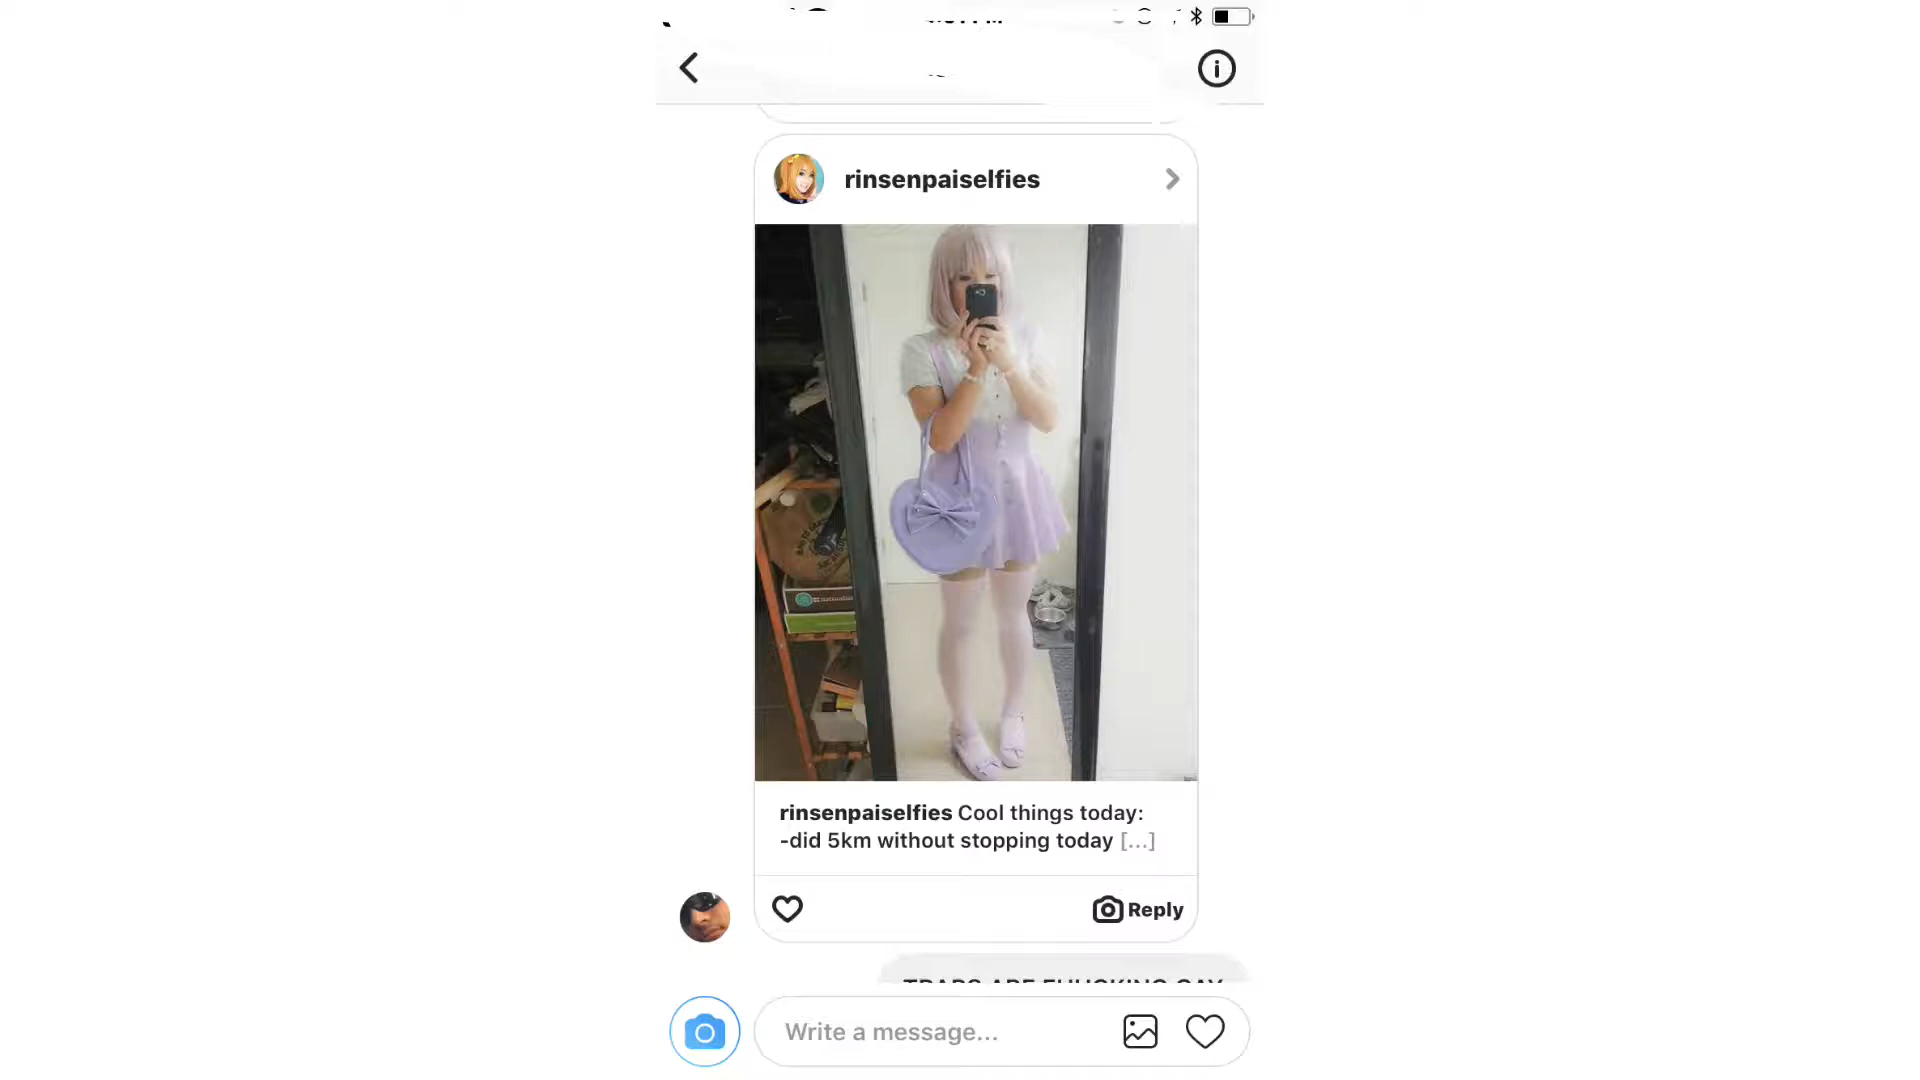 rinsenpaiselfies
rinsenpaiselfies Cool things today:
-did 5km without stopping today [...]
Reply
Write a message...